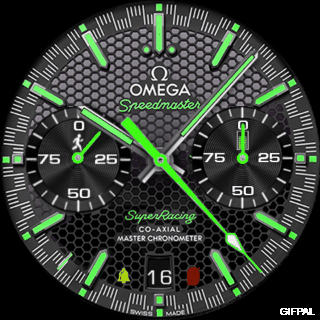 Ω
OMEGA
Speedmaster
0
75 25
50
0
75 25
50
SuperRacing
CO-AXIAL
MASTER CHRONOMETER
16
SWISS MADE
GIFPAL